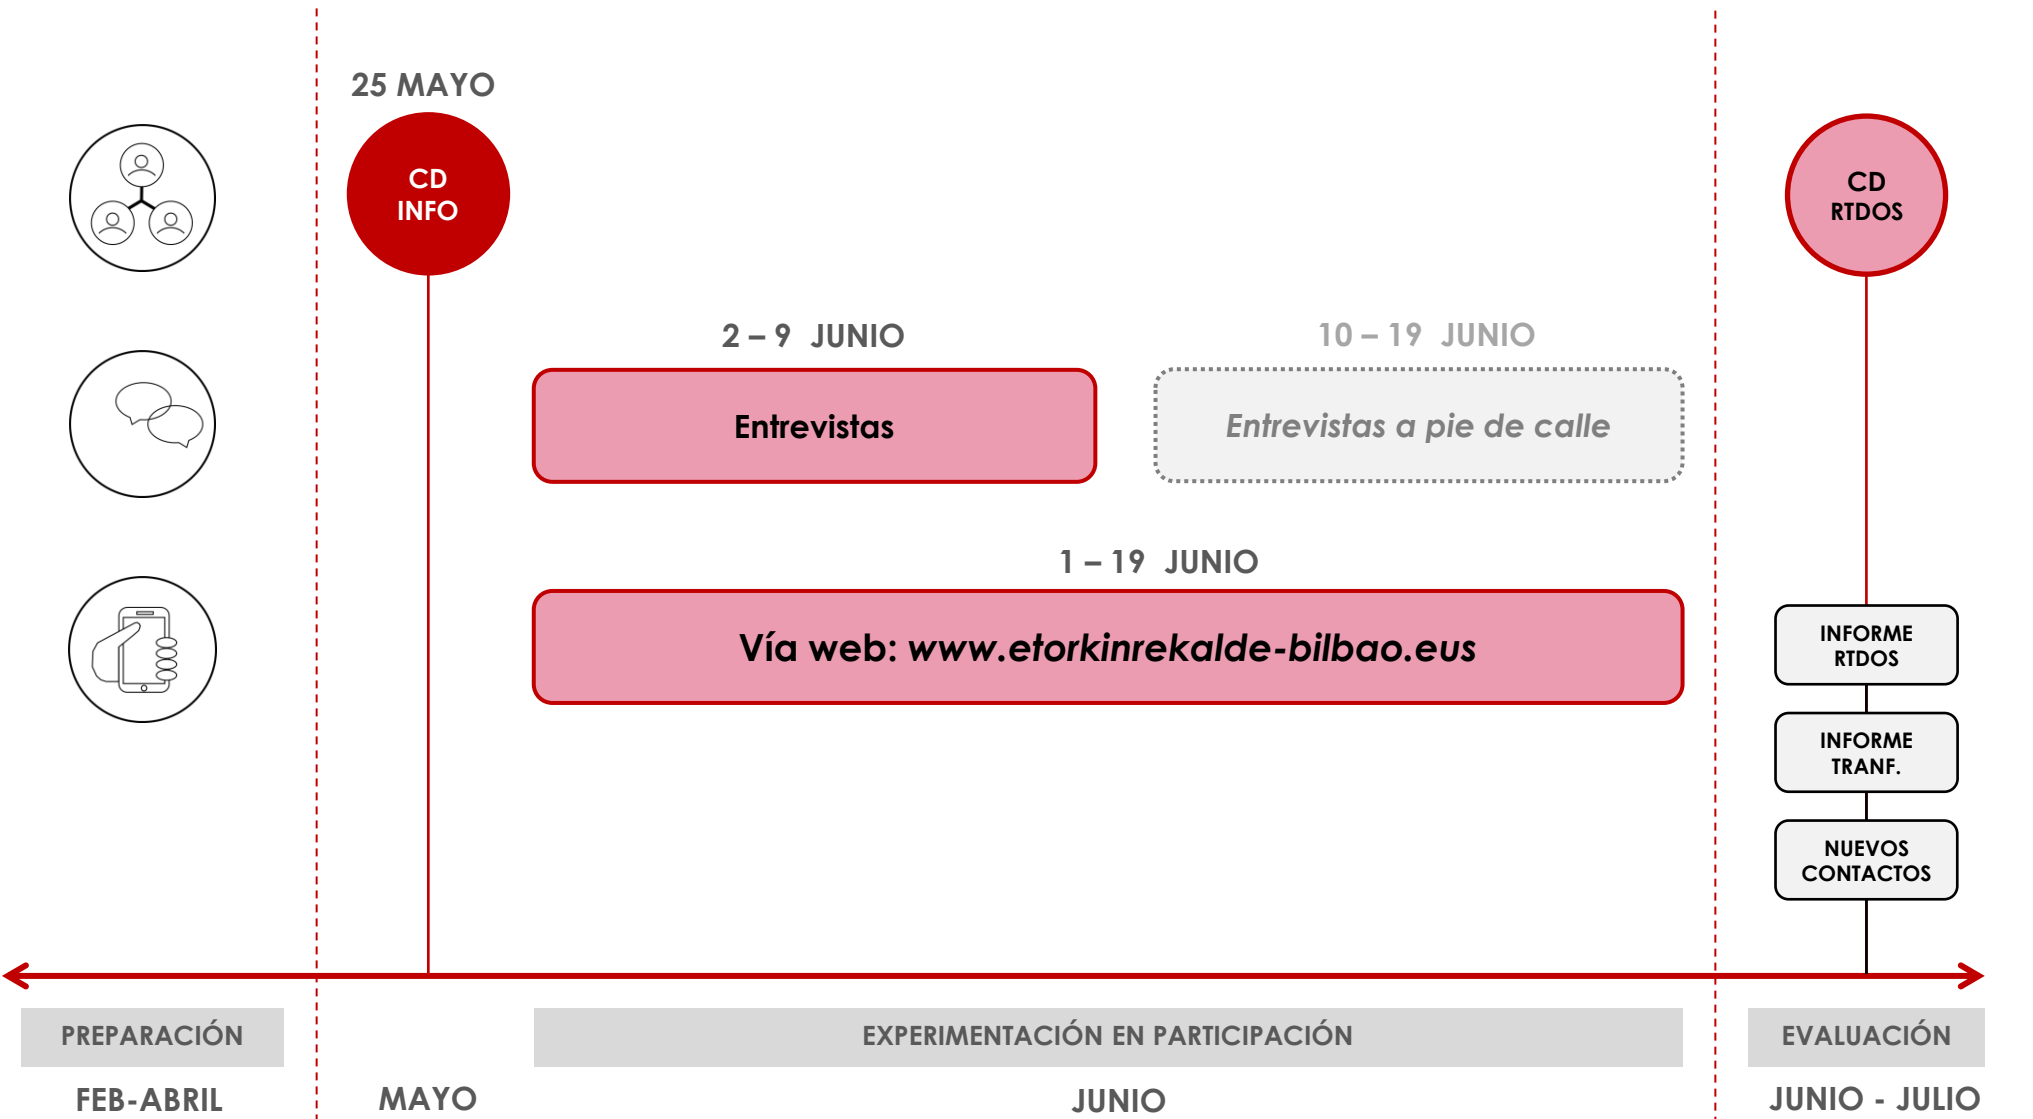 25 MAYO
CD
INFO
CD
RTDOS
2 – 9 JUNIO
10 – 19 JUNIO
Entrevistas
Entrevistas a pie de calle
1 – 19 JUNIO
Vía web: www.etorkinrekalde-bilbao.eus
INFORME
RTDOS
INFORME
TRANF.
NUEVOS
CONTACTOS
PREPARACIÓN
EXPERIMENTACIÓN EN PARTICIPACIÓN
EVALUACIÓN
FEB-ABRIL
MAYO
JUNIO
JUNIO - JULIO